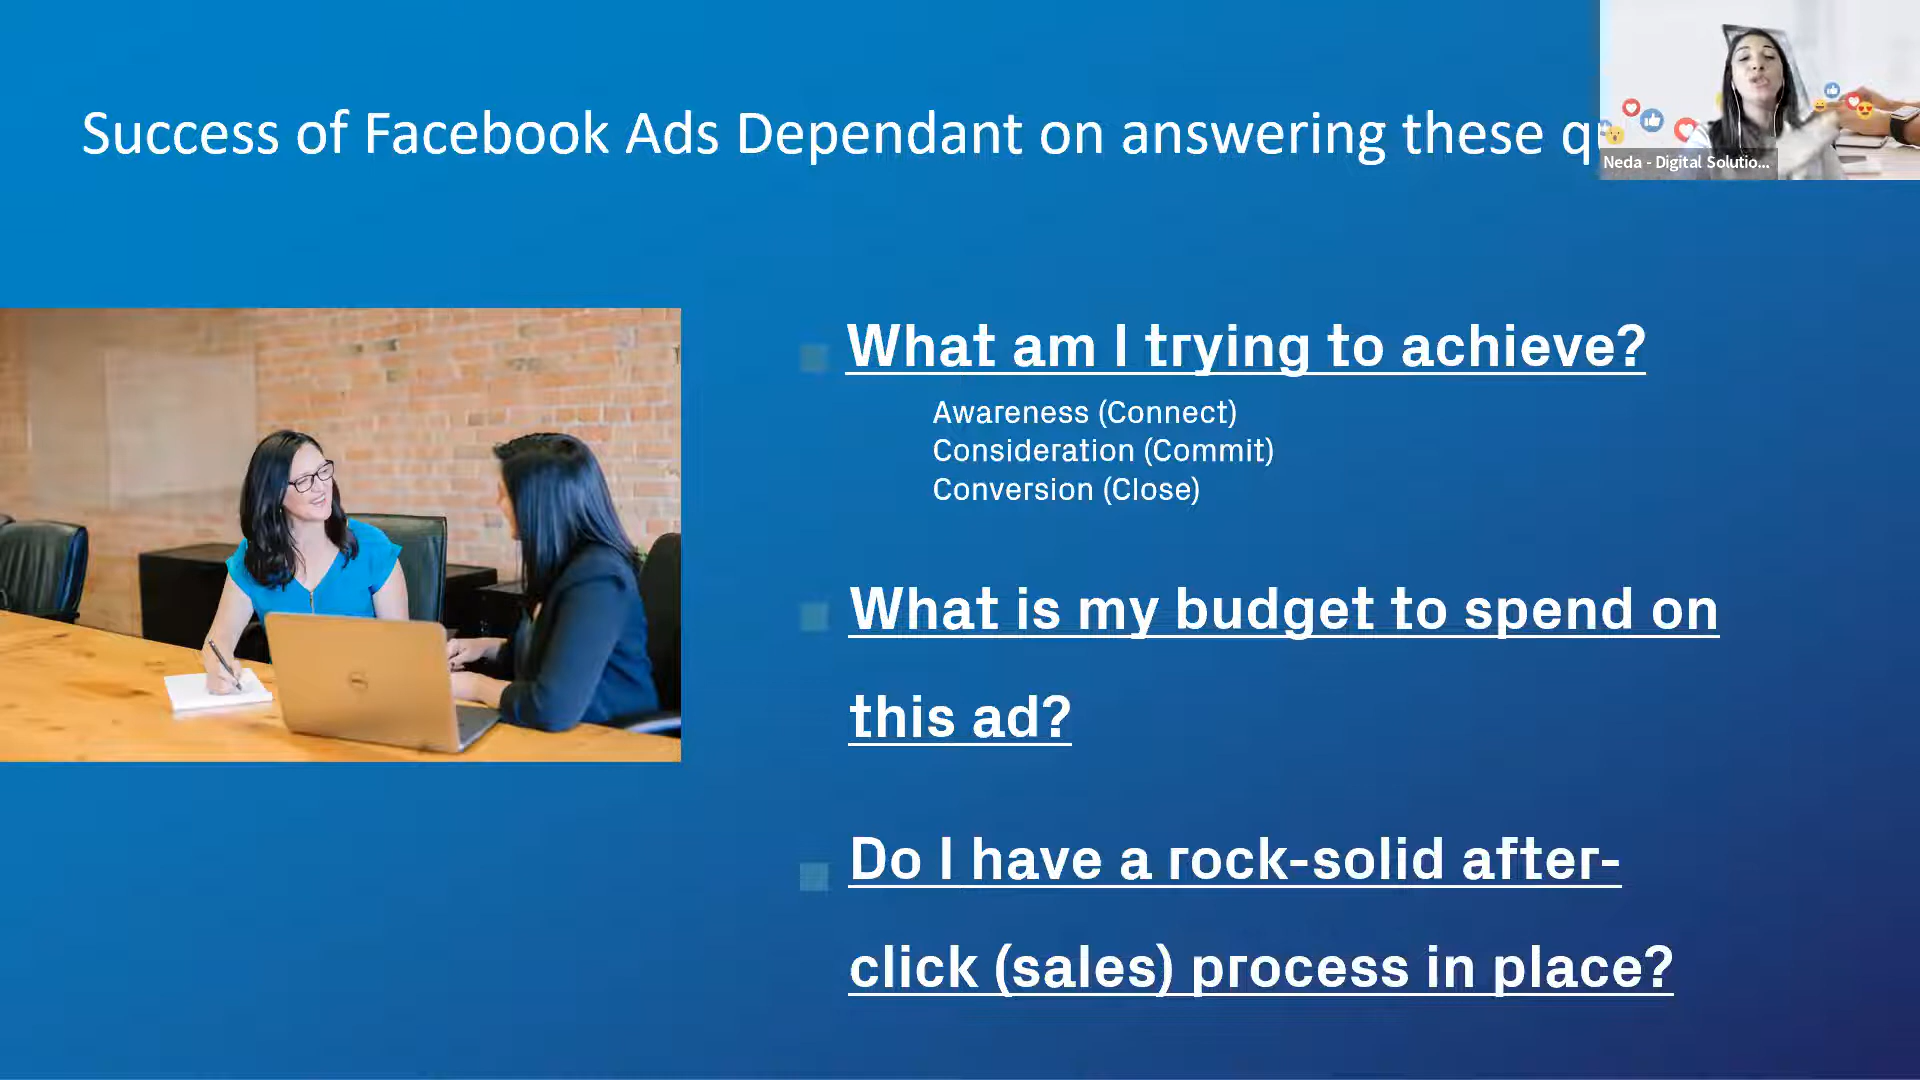 Success of Facebook Ads Dependant on answering these
Neda - Digital Solutio...
What am I trying to achieve?
Awareness (Connect)
Consideration (Commit)
Conversion (Close)
What is my budget to spend on
this ad?
Do I have a rock-solid after-
click (sales) process in place?